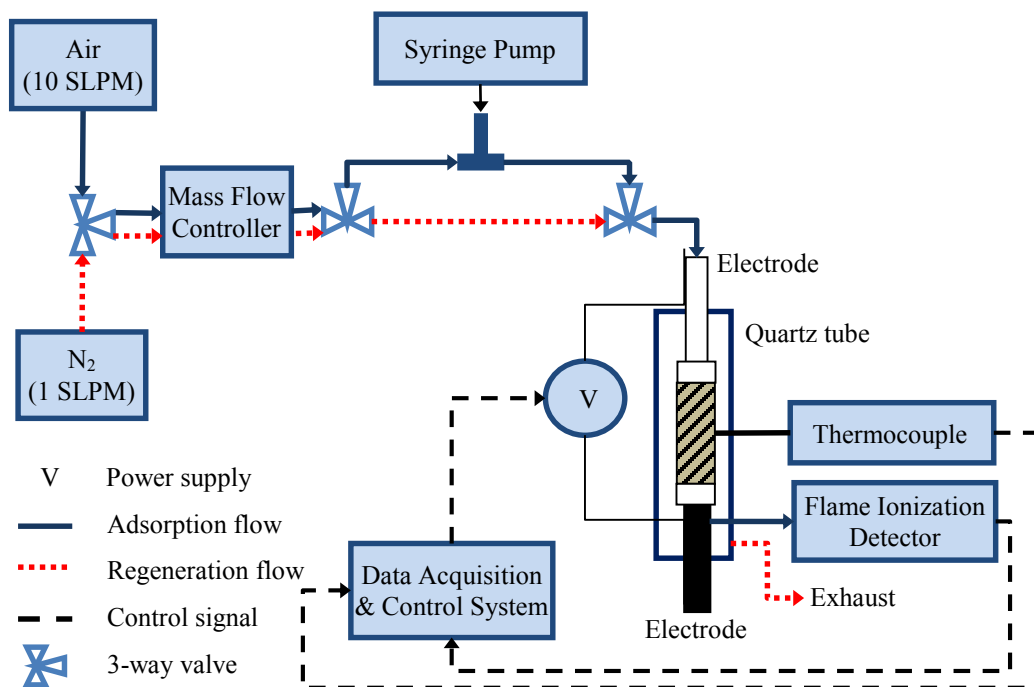 Air
(10 SLPM)
Syringe Pump
Mass Flow
Controller
Electrode
Quartz tube
N₂
(1 SLPM)
V
Thermocouple
V Power supply
Adsorption flow
Flame Ionization
Detector
Regeneration flow
Data Acquisition
& Control System
Exhaust
Control signal
Electrode
3-way valve